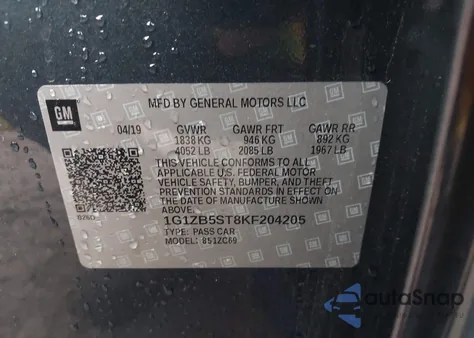 GM
MFD BY GENERAL MOTORS LLC
04/19 GVWR GAWR FRT GAWR RR
1838 KG 946 KG 892 KG
4052 LB 2085 LB 1967 LB
THIS VEHICLE CONFORMS TO ALL
APPLICABLE U.S. FEDERAL MOTOR
VEHICLE SAFETY, BUMPER, AND THEFT
PREVENTION STANDARDS IN EFFECT ON
THE DATE OF MANUFACTURE SHOWN
ABOVE.
1G1ZB5ST8KF204205
TYPE: PASS CAR
MODEL:
autoSnap